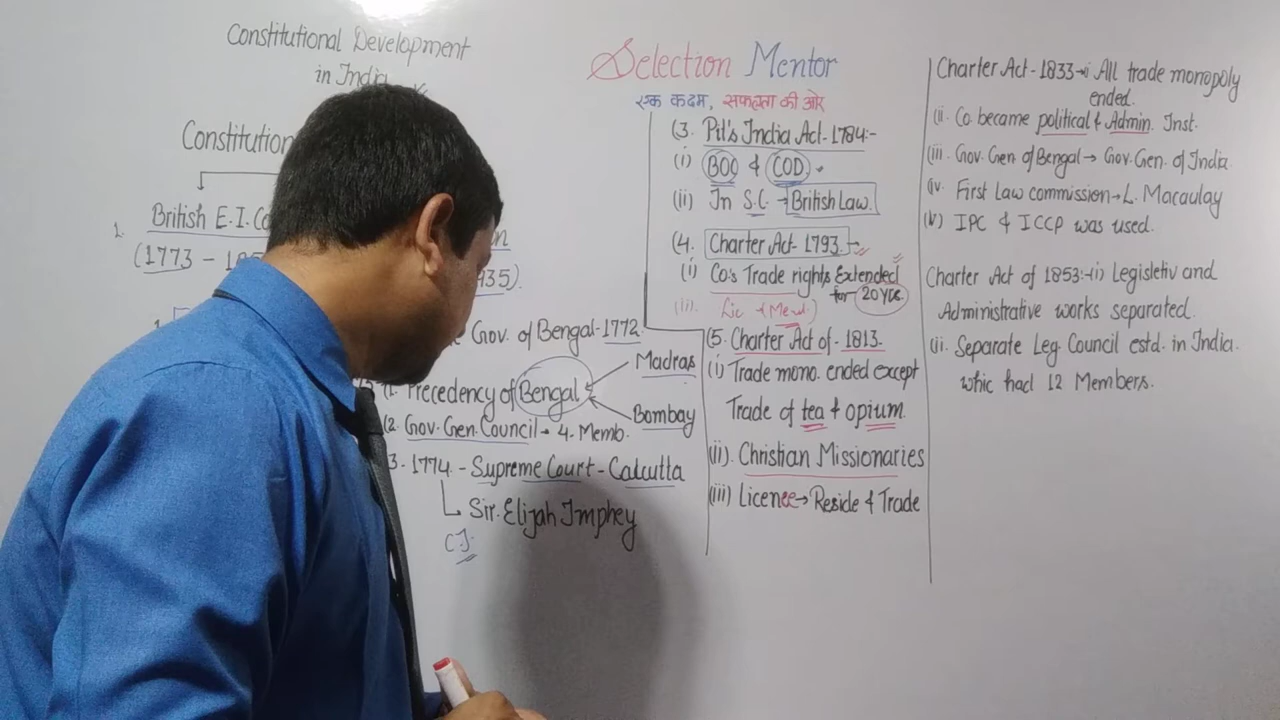 Constitutional Development
in India
Constitution
British E.I.Co
1.
(1773 –
935).
Gov. of Bengal-1772
1. Precedency of Bengal
Madras
Bombay
(2. Gov. Gen. Council - 4. Memb.
3. 1774 - Supreme Court - Calcutta
Sir. Elijah Imphey
C.J.
Selection Mentor
एक कदम, सफलता की ओर
(3. Pit's India Act-1784:-
(i) BOC & COD.
(ii) In S.C. → British Law.
(4. Charter Act- 1793.-
(i) Co's Trade rights Extended
for 20 Yrs.
(ii). Lic → (Mem.)
(5. Charter Act of - 1813.
(i) Trade mono. ended except
Trade of tea & opium.
(ii). Christian Missionaries
(iii) Licence → Reside & Trade
Charter Act-1833→i All trade monopoly
ended.
(ii. Co. became political & Admin. Inst.
(iii. Gov. Gen. of Bengal → Gov. Gen. of India.
(iv. First Law commission → L. Macaulay
(v) IPC & ICCP was used.
Charter Act of 1853:-(i) Legisletiv and
Administrative works separated.
(ii. Separate Leg. Council estd. in India.
whic had 12 Members.